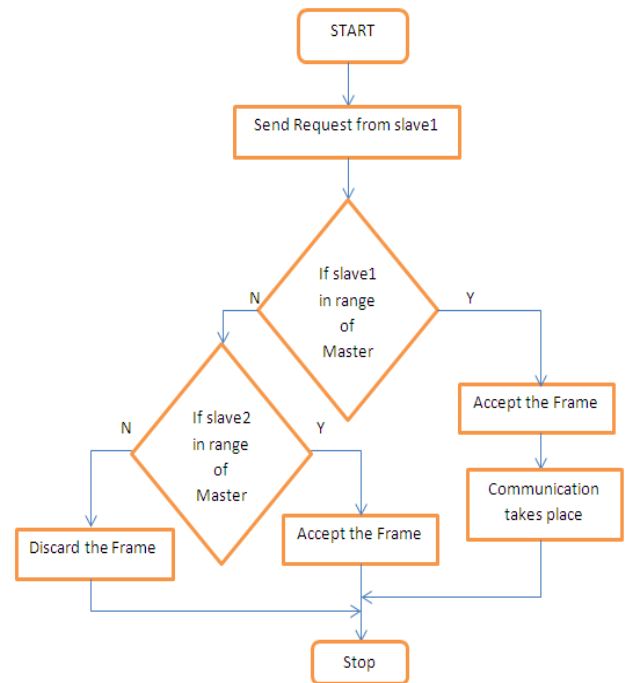 START
Send Request from slave1
If slave1
in range
of
Master
N
Y
Accept the Frame
Communication
takes place
If slave2
in range
of
Master
N
Y
Discard the Frame
Accept the Frame
Stop